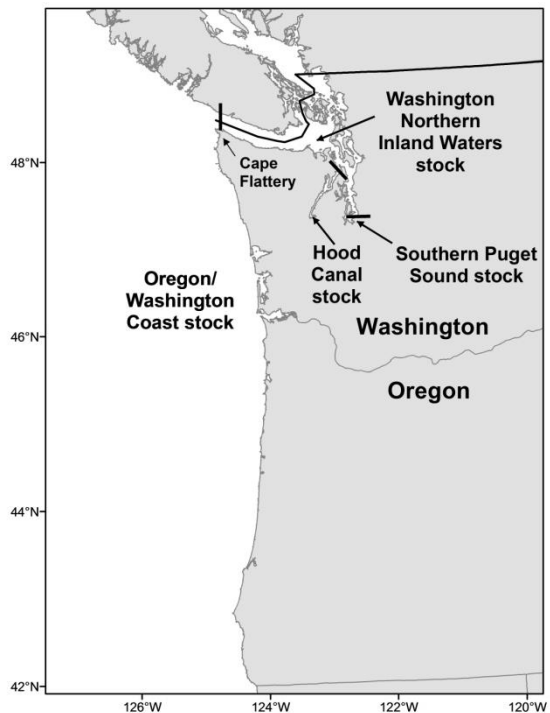 Washington
Northern
Inland Waters
stock
48°N
Cape
Flattery
Hood
Canal
stock
Southern Puget
Sound stock
Oregon/
Washington
Coast stock
Washington
46°N
Oregon
44°N
42°N
126°W
124°W
122°W
120°W